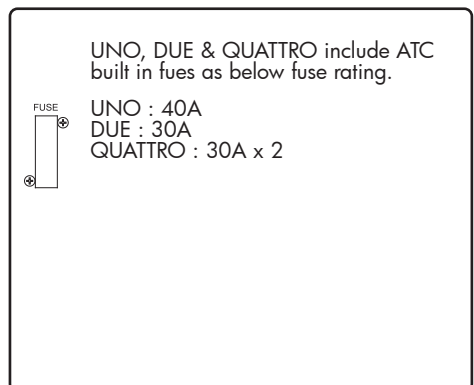 UNO, DUE & QUATTRO include ATC
built in fues as below fuse rating.
FUSE
UNO : 40A
DUE : 30A
QUATTRO : 30A x 2